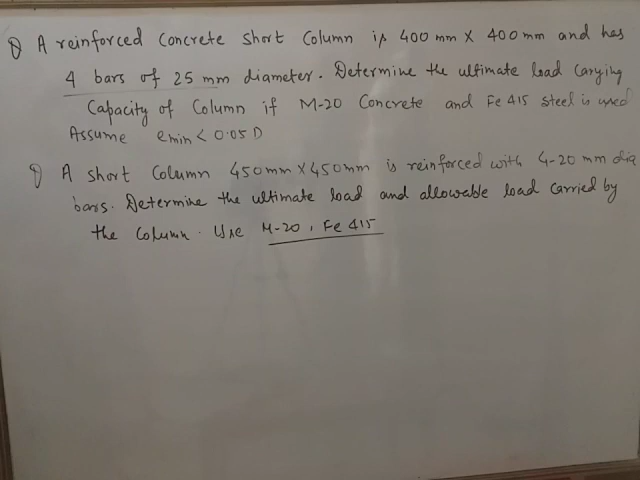 Q A reinforced Concrete short Column is 400 mm X 400 mm and has
4 bars of 25 mm diameter. Determine the ultimate load Carrying
Capacity of Column if M-20 Concrete and Fe 415 steel is used
Assume emin < 0.05 D
Q A short Column 450mm X 450mm is reinforced with 4-20 mm dia
bars. Determine the ultimate load and allowable load carried by
the Column. Use M-20, Fe 415